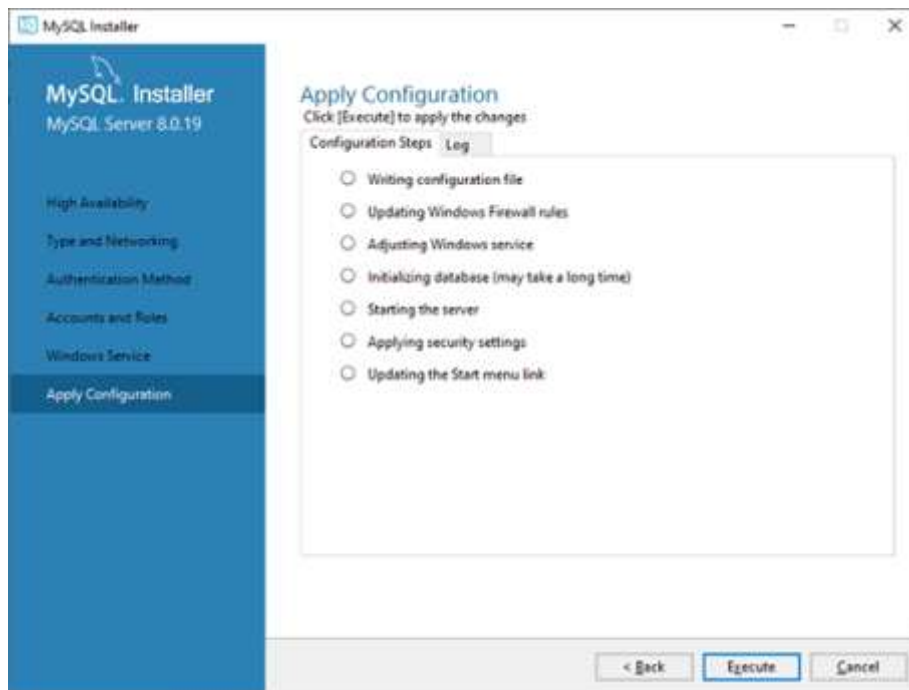 MySQL Installer
MySQL. Installer
MySQL Server 8.0.19
High Availability
Type and Networking
Authentication Method
Accounts and Roles
Windows Service
Apply Configuration
Apply Configuration
Click [Execute] to apply the changes
Configuration Steps Log
Writing configuration file
Updating Windows Firewall rules
Adjusting Windows service
Initializing database (may take a long time)
Starting the server
Applying security settings
Updating the Start menu link
< Back Execute Cancel